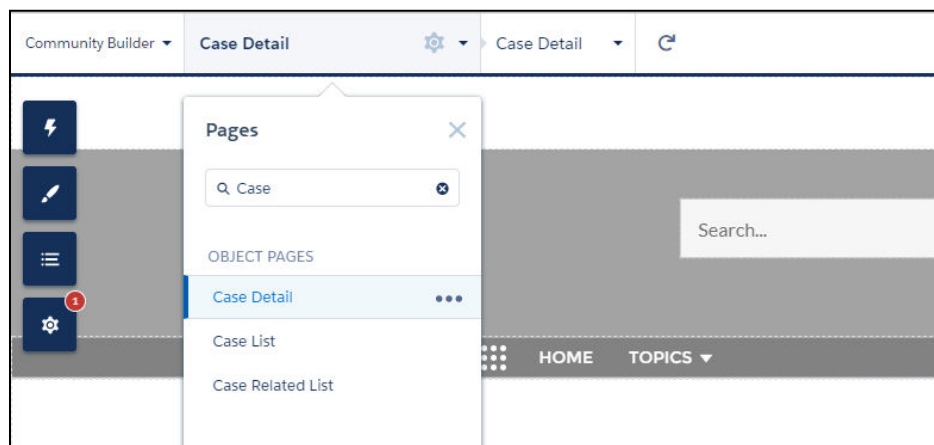 Community Builder
Case Detail
Case Detail
Pages
Case
Search...
OBJECT PAGES
Case Detail
1
Case List
HOME TOPICS
Case Related List